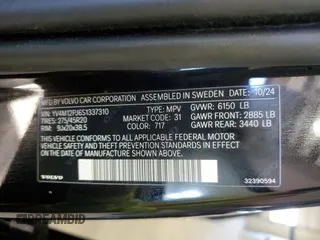 MFD BY VOLVO CAR CORPORATION ASSEMBLED IN SWEDEN 10/24
VIN: YV4M12PJ6S1337310 TYPE: MPV GVWR: 6150 LB
TIRES: 275/45R20 MARKET CODE: 31 GAWR FRONT: 2885 LB
RIM: 9Jx20x38.5 COLOR: 717 GAWR REAR: 3440 LB
THIS VEHICLE CONFORMS TO ALL APPLICABLE FEDERAL MOTOR
VEHICLE SAFETY AND THEFT PREVENTION STANDARDS IN EFFECT
ON THE DATE OF MANUFACTURE SHOWN ABOVE.
VOLVO
32390594